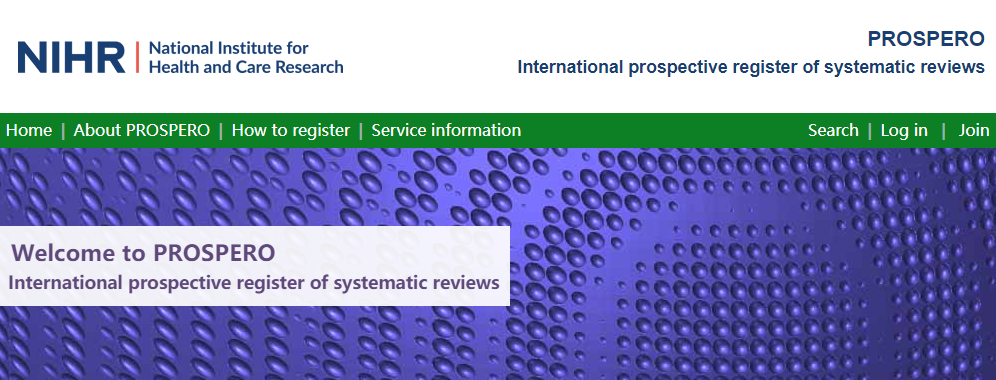 NIHR | National Institute for
Health and Care Research
PROSPERO
International prospective register of systematic reviews
Home | About PROSPERO | How to register | Service information
Search | Log in | Join
Welcome to PROSPERO
International prospective register of systematic reviews